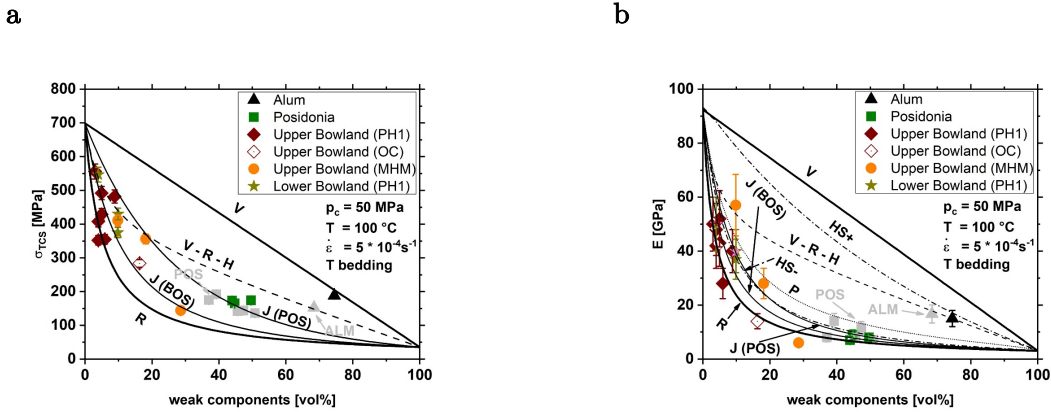 a
b
800
700
600
500
400
300
200
100
0
σTCS [MPa]
0
20
40
60
80
100
weak components [vol%]
Alum
Posidonia
Upper Bowland (PH1)
Upper Bowland (OC)
Upper Bowland (MHM)
Lower Bowland (PH1)
pc = 50 MPa
T = 100 °C
ε̇ = 5 * 10-4s-1
T bedding
V
V - R - H
POS
J (BOS)
J (POS)
ALM
R
100
80
60
40
20
0
E [GPa]
0
20
40
60
80
100
weak components [vol%]
Alum
Posidonia
Upper Bowland (PH1)
Upper Bowland (OC)
Upper Bowland (MHM)
Lower Bowland (PH1)
pc = 50 MPa
T = 100 °C
ε̇ = 5 * 10-4s-1
T bedding
V
J (BOS)
HS+
V - R - H
HS-
P
POS
ALM
R
J (POS)